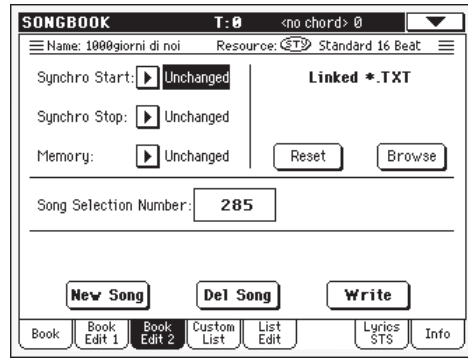 SONGBOOK T:0 <no chord> 0
Name: 1000giorni di noi Resource: STY Standard 16 Beat
Synchro Start: Unchanged Linked *.TXT
Synchro Stop: Unchanged
Memory: Unchanged Reset Browse
Song Selection Number: 285
New Song Del Song Write
Book Book Edit 1 Book Edit 2 Custom List List Edit Lyrics STS Info